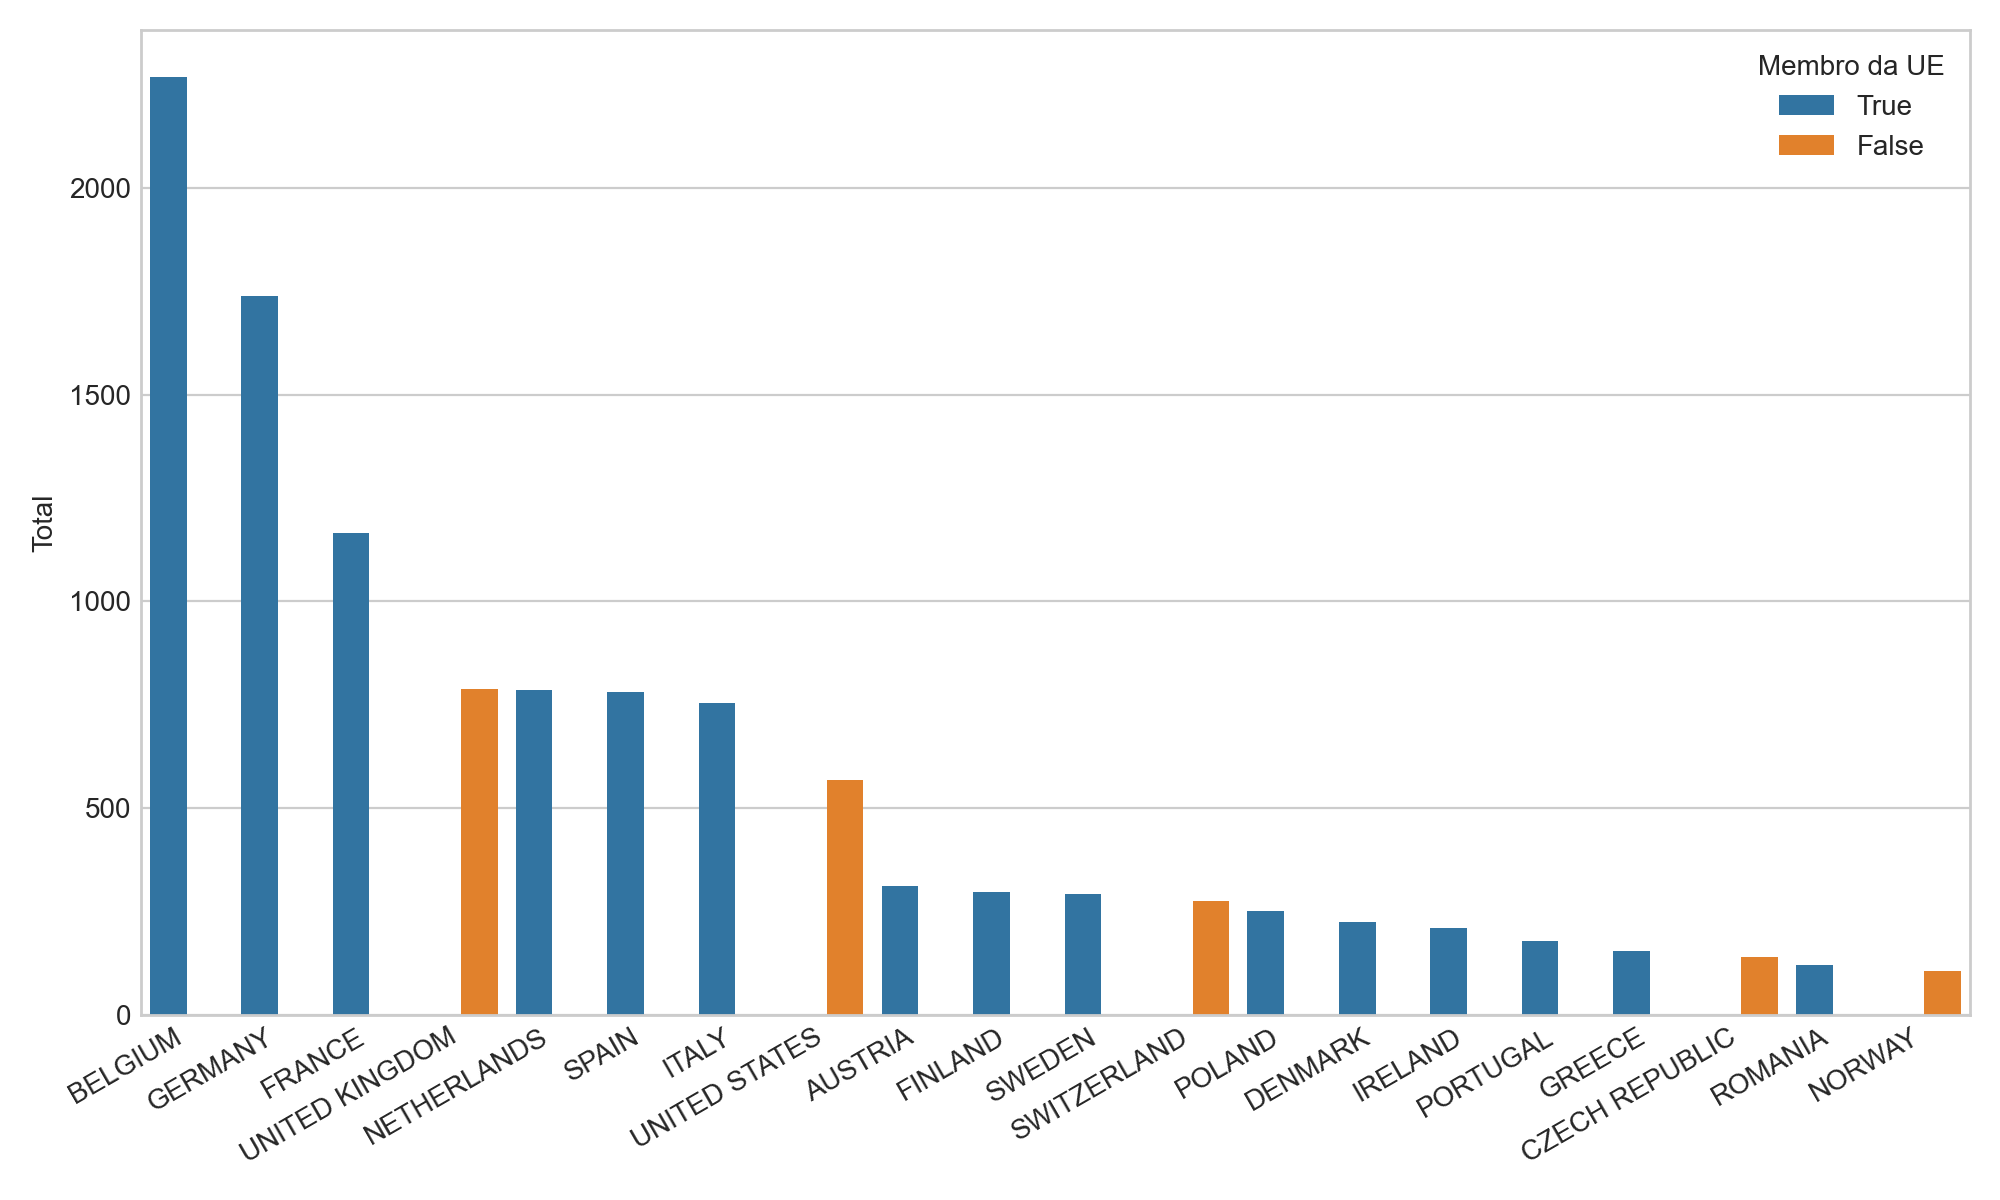 Membro da UE
True
False
Total
2000
1500
1000
500
0
BELGIUM
GERMANY
FRANCE
UNITED KINGDOM
NETHERLANDS
SPAIN
ITALY
UNITED STATES
AUSTRIA
FINLAND
SWEDEN
SWITZERLAND
POLAND
DENMARK
IRELAND
PORTUGAL
GREECE
CZECH REPUBLIC
ROMANIA
NORWAY